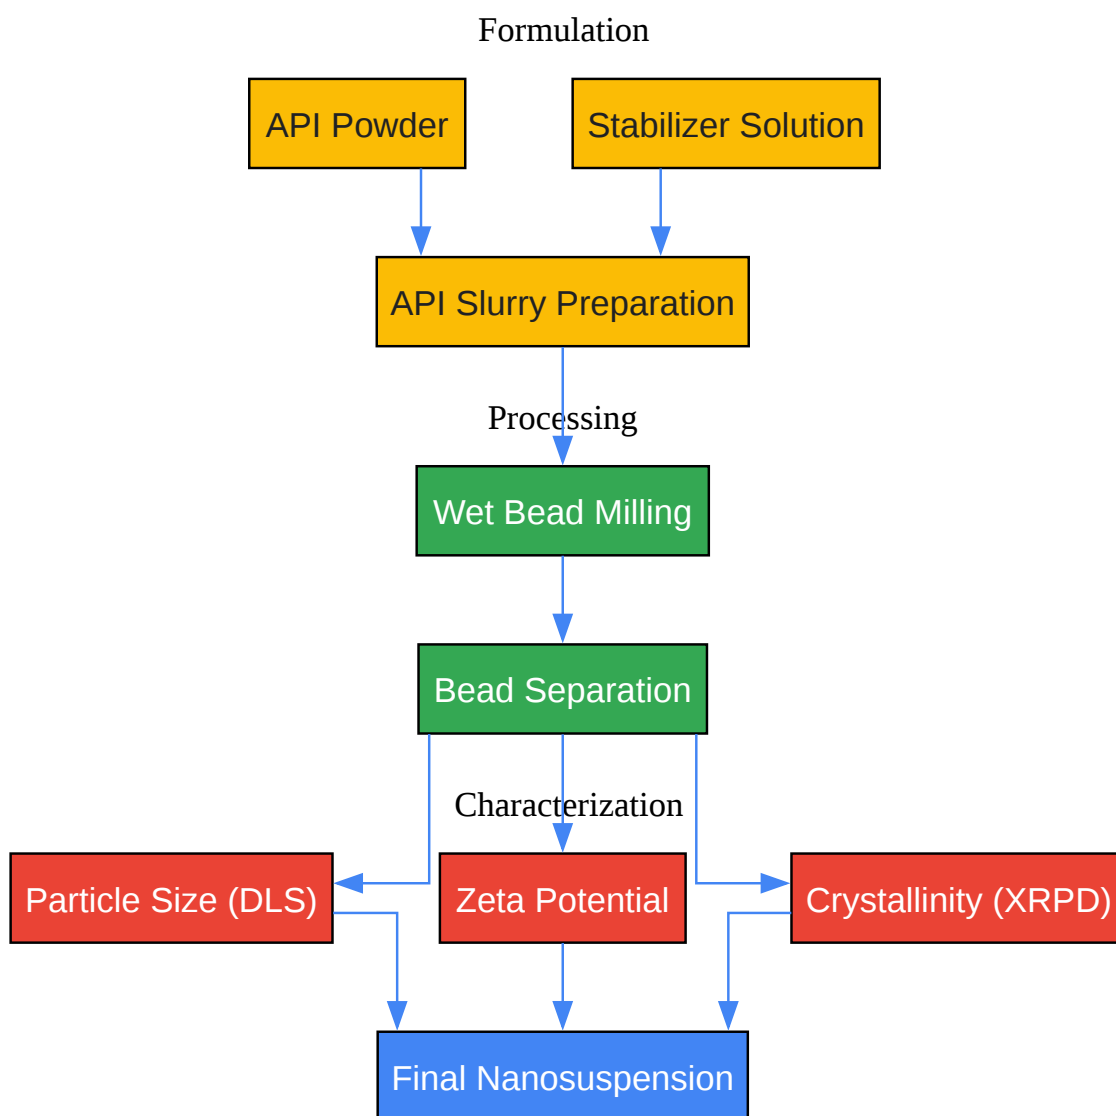 Formulation
API Powder
Stabilizer Solution
API Slurry Preparation
Processing
Wet Bead Milling
Bead Separation
Characterization
Particle Size (DLS)
Zeta Potential
Crystallinity (XRPD)
Final Nanosuspension